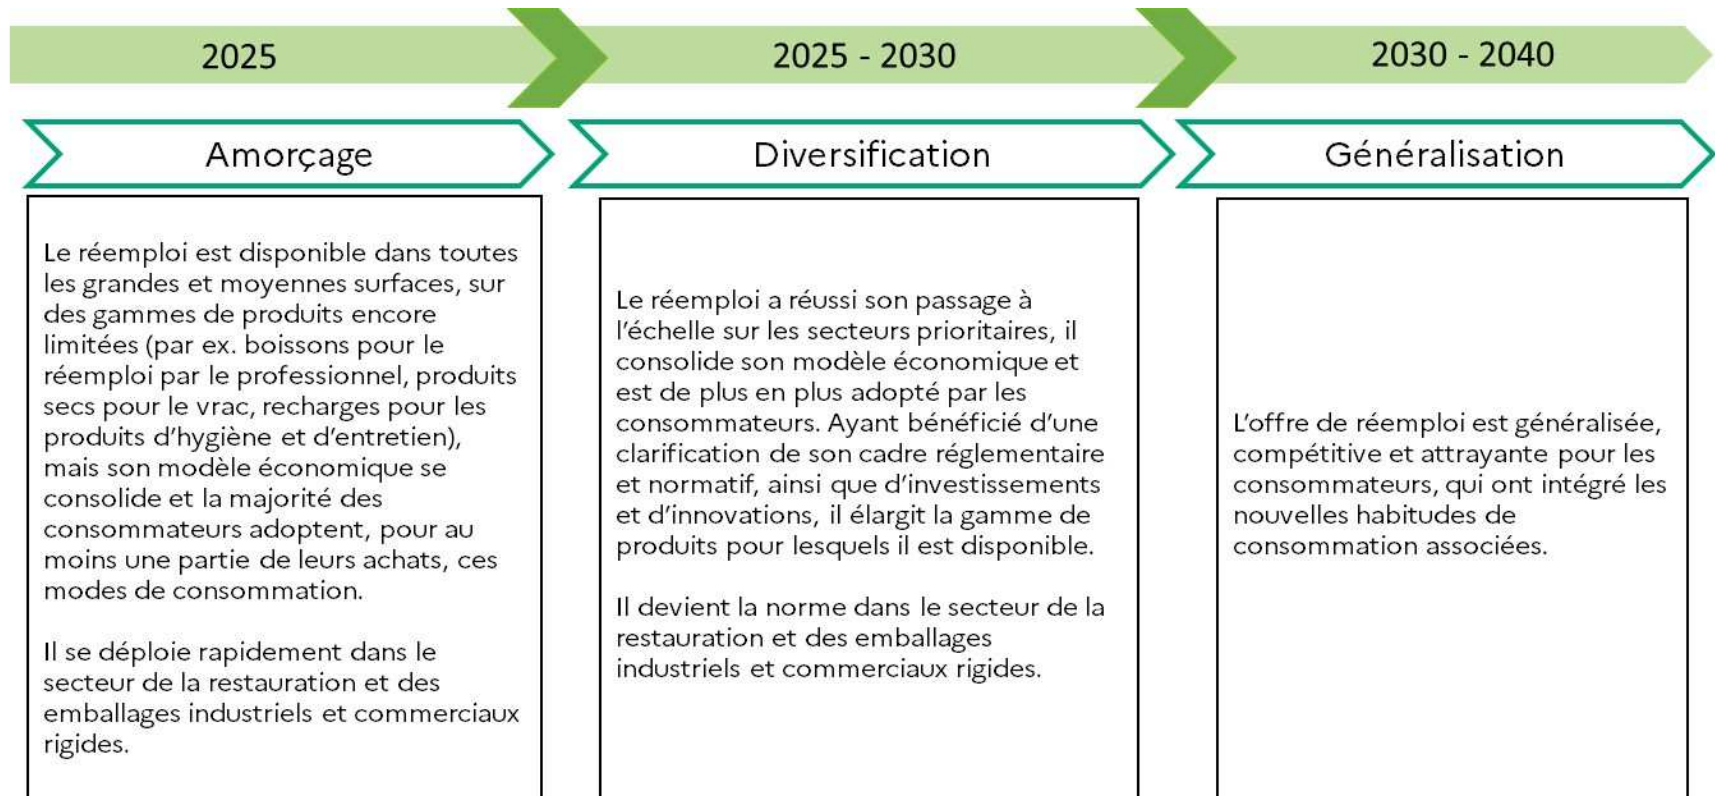 2025
2025 - 2030
2030 - 2040
Amorçage
Diversification
Généralisation
Le réemploi est disponible dans toutes
les grandes et moyennes surfaces, sur
des gammes de produits encore
limitées (par ex. boissons pour le
réemploi par le professionnel, produits
secs pour le vrac, recharges pour les
produits d’hygiène et d’entretien),
mais son modèle économique se
consolide et la majorité des
consommateurs adoptent, pour au
moins une partie de leurs achats, ces
modes de consommation.
Il se déploie rapidement dans le
secteur de la restauration et des
emballages industriels et commerciaux
rigides.
Le réemploi a réussi son passage à
l’échelle sur les secteurs prioritaires, il
consolide son modèle économique et
est de plus en plus adopté par les
consommateurs. Ayant bénéficié d’une
clarification de son cadre réglementaire
et normatif, ainsi que d’investissements
et d’innovations, il élargit la gamme de
produits pour lesquels il est disponible.
Il devient la norme dans le secteur de la
restauration et des emballages
industriels et commerciaux rigides.
L’offre de réemploi est généralisée,
compétitive et attrayante pour les
consommateurs, qui ont intégré les
nouvelles habitudes de
consommation associées.